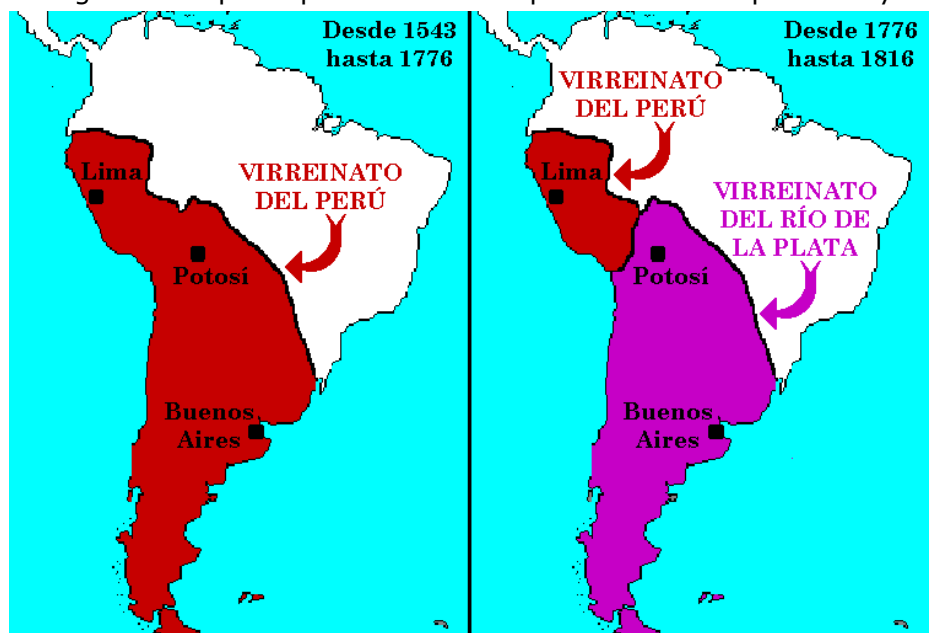 Desde 1543
hasta 1776
VIRREINATO
DEL PERÚ
Lima
Potosí
Buenos
Aires
Desde 1776
hasta 1816
VIRREINATO
DEL PERÚ
Lima
VIRREINATO
DEL RÍO DE
LA PLATA
Potosí
Buenos
Aires